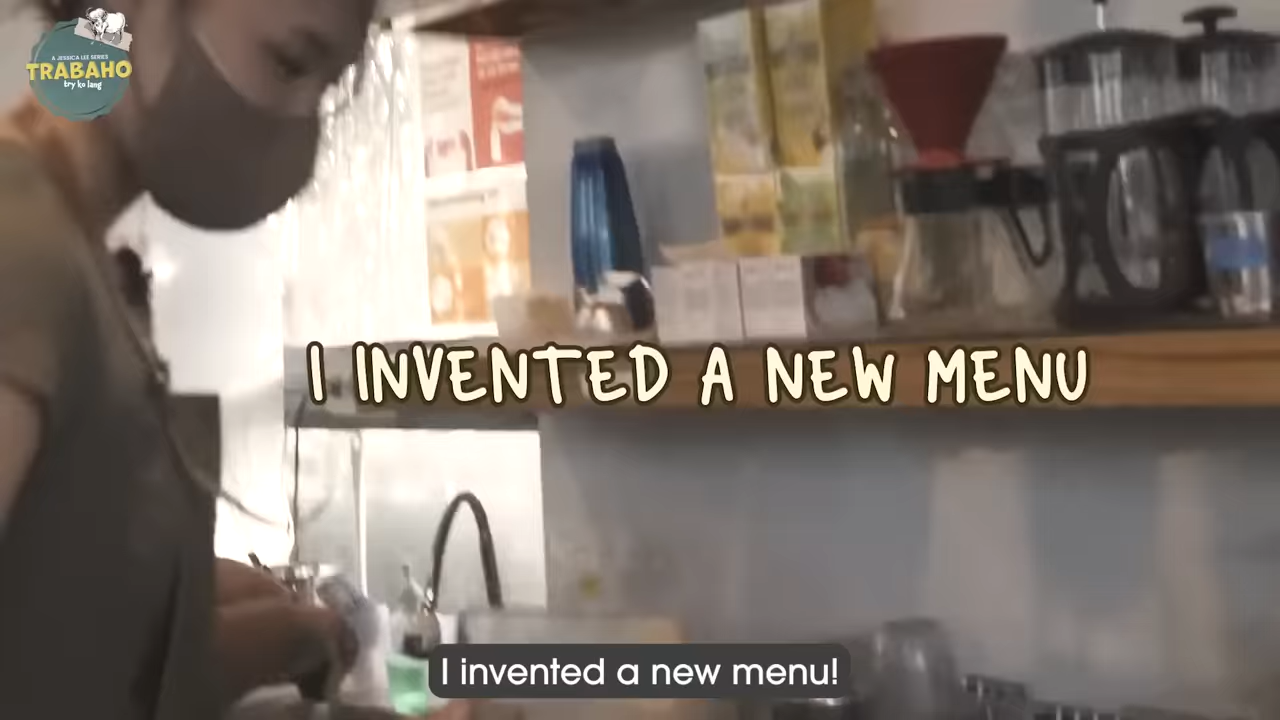 A JESSICA LEE SERIES
TRABAHO
try ko lang
I INVENTED A NEW MENU
I invented a new menu!